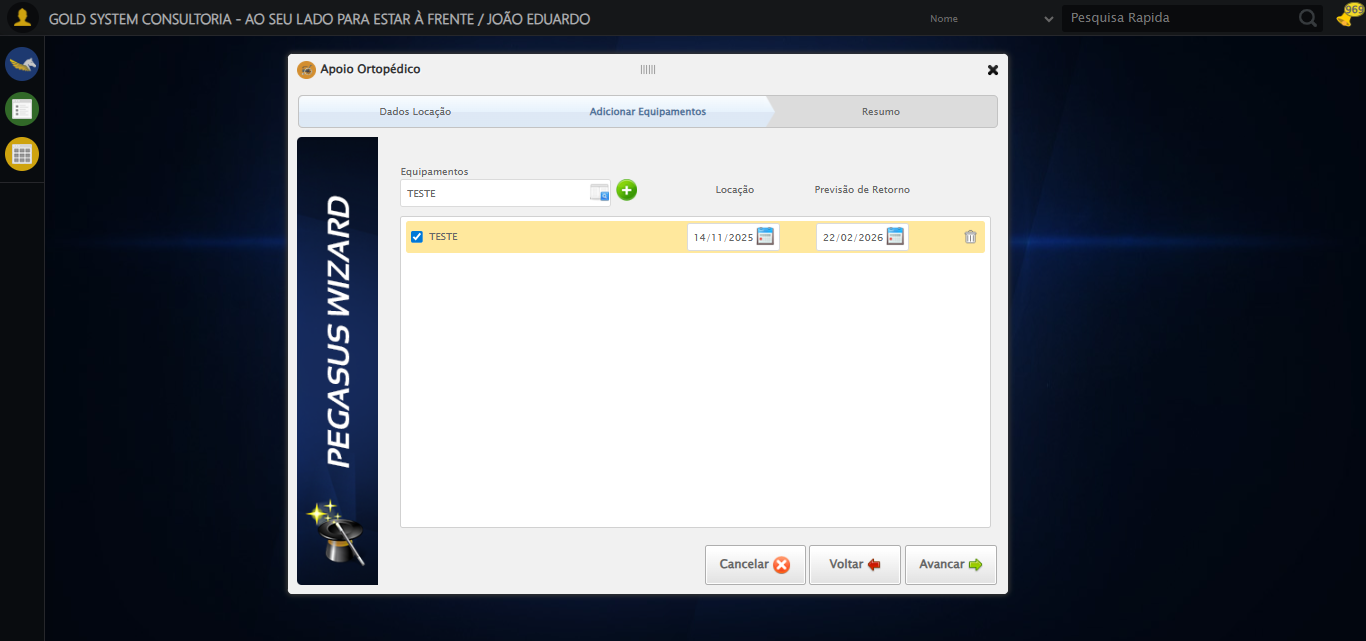 GOLD SYSTEM CONSULTORIA - AO SEU LADO PARA ESTAR À FRENTE / JOÃO EDUARDO
Nome
Pesquisa Rapida
969
Apoio Ortopédico
Dados Locação
Adicionar Equipamentos
Resumo
PEGASUS WIZARD
Equipamentos
TESTE
Locação
Previsão de Retorno
TESTE
14/11/2025
22/02/2026
Cancelar
Voltar
Avancar